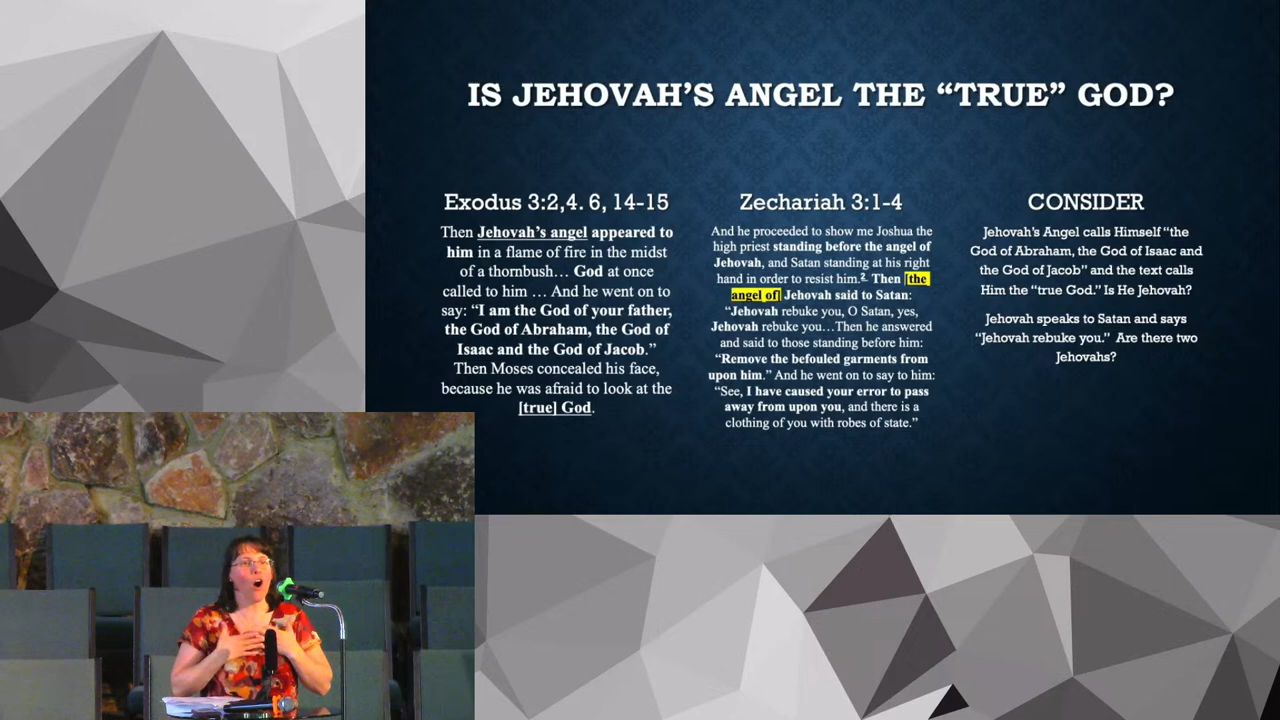 IS JEHOVAH'S ANGEL THE “TRUE” GOD?
Exodus 3:2,4. 6, 14-15
Then Jehovah's angel appeared to
him in a flame of fire in the midst
of a thornbush… God at once
called to him … And he went on to
say: “I am the God of your father,
the God of Abraham, the God of
Isaac and the God of Jacob.”
Then Moses concealed his face,
because he was afraid to look at the
[true] God.
Zechariah 3:1-4
And he proceeded to show me Joshua the
high priest standing before the angel of
Jehovah, and Satan standing at his right
hand in order to resist him.2 Then [the
angel of] Jehovah said to Satan:
“Jehovah rebuke you, O Satan, yes,
Jehovah rebuke you…Then he answered
and said to those standing before him:
“Remove the befouled garments from
upon him.” And he went on to say to him:
“See, I have caused your error to pass
away from upon you, and there is a
clothing of you with robes of state.”
CONSIDER
Jehovah's Angel calls Himself “the
God of Abraham, the God of Isaac and
the God of Jacob” and the text calls
Him the “true God.” Is He Jehovah?
Jehovah speaks to Satan and says
“Jehovah rebuke you.” Are there two
Jehovahs?